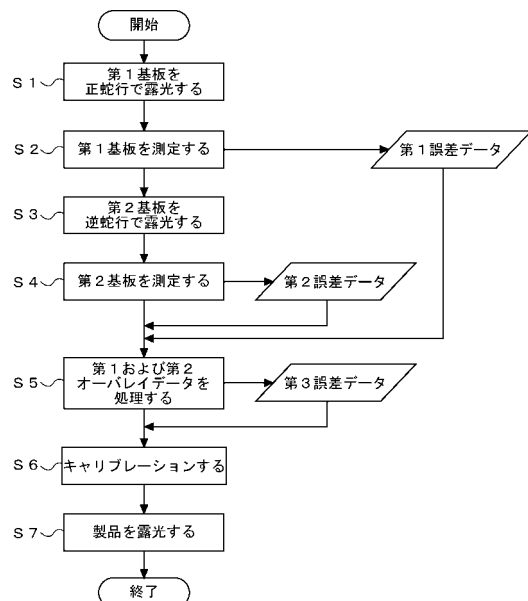 開始
S1
第1基板を
正蛇行で露光する
S2
第1基板を測定する
第1誤差データ
S3
第2基板を
逆蛇行で露光する
S4
第2基板を測定する
第2誤差データ
S5
第1および第2
オーバレイデータを
処理する
第3誤差データ
S6
キャリブレーションする
S7
製品を露光する
終了